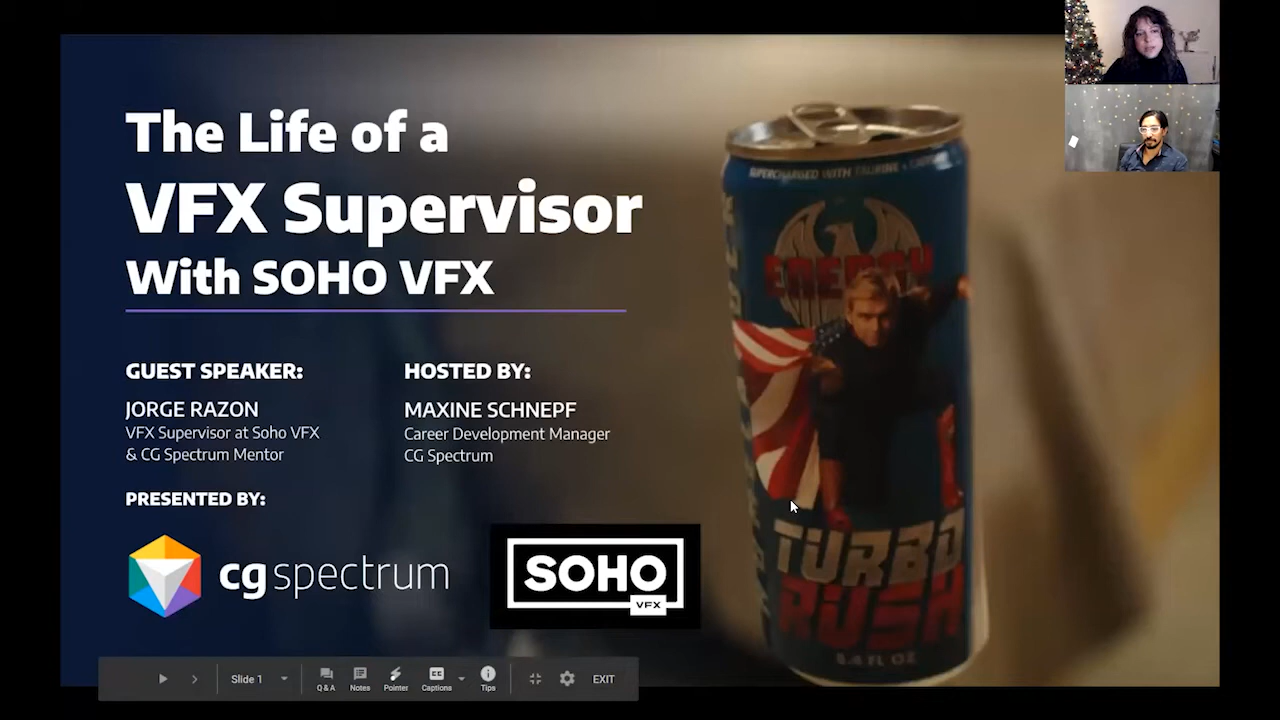 The Life of a
VFX Supervisor
With SOHO VFX
GUEST SPEAKER:
JORGE RAZON
VFX Supervisor at Soho VFX
& CG Spectrum Mentor
HOSTED BY:
MAXINE SCHNEPF
Career Development Manager
CG Spectrum
PRESENTED BY:
cg spectrum
SOHO
VFX
SUPERCHARGED WITH TAURINE
ENERGY
TURBO
RUSH
8.4 FL OZ
Slide 1
Q & A
Notes
Pointer
CC
Captions
Tips
EXIT